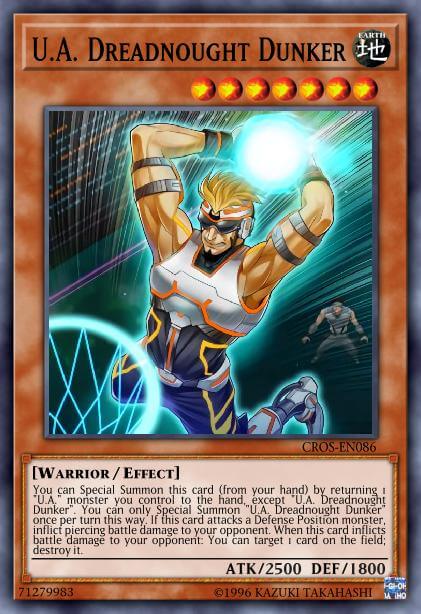 U.A. Dreadnought Dunker
EARTH
地
CROS-EN086
[Warrior / Effect]
You can Special Summon this card (from your hand) by returning 1
"U.A." monster you control to the hand, except "U.A. Dreadnought
Dunker". You can only Special Summon "U.A. Dreadnought Dunker"
once per turn this way. If this card attacks a Defense Position monster,
inflict piercing battle damage to your opponent. When this card inflicts
battle damage to your opponent: You can target 1 card on the field;
destroy it.
ATK/2500 DEF/1800
71279983
©1996 KAZUKI TAKAHASHI